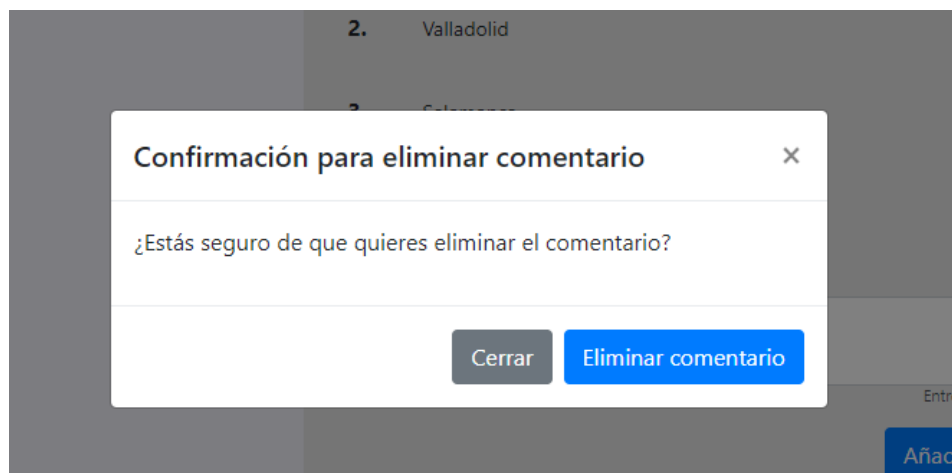 2. Valladolid
Confirmación para eliminar comentario ×
¿Estás seguro de que quieres eliminar el comentario?
Cerrar Eliminar comentario